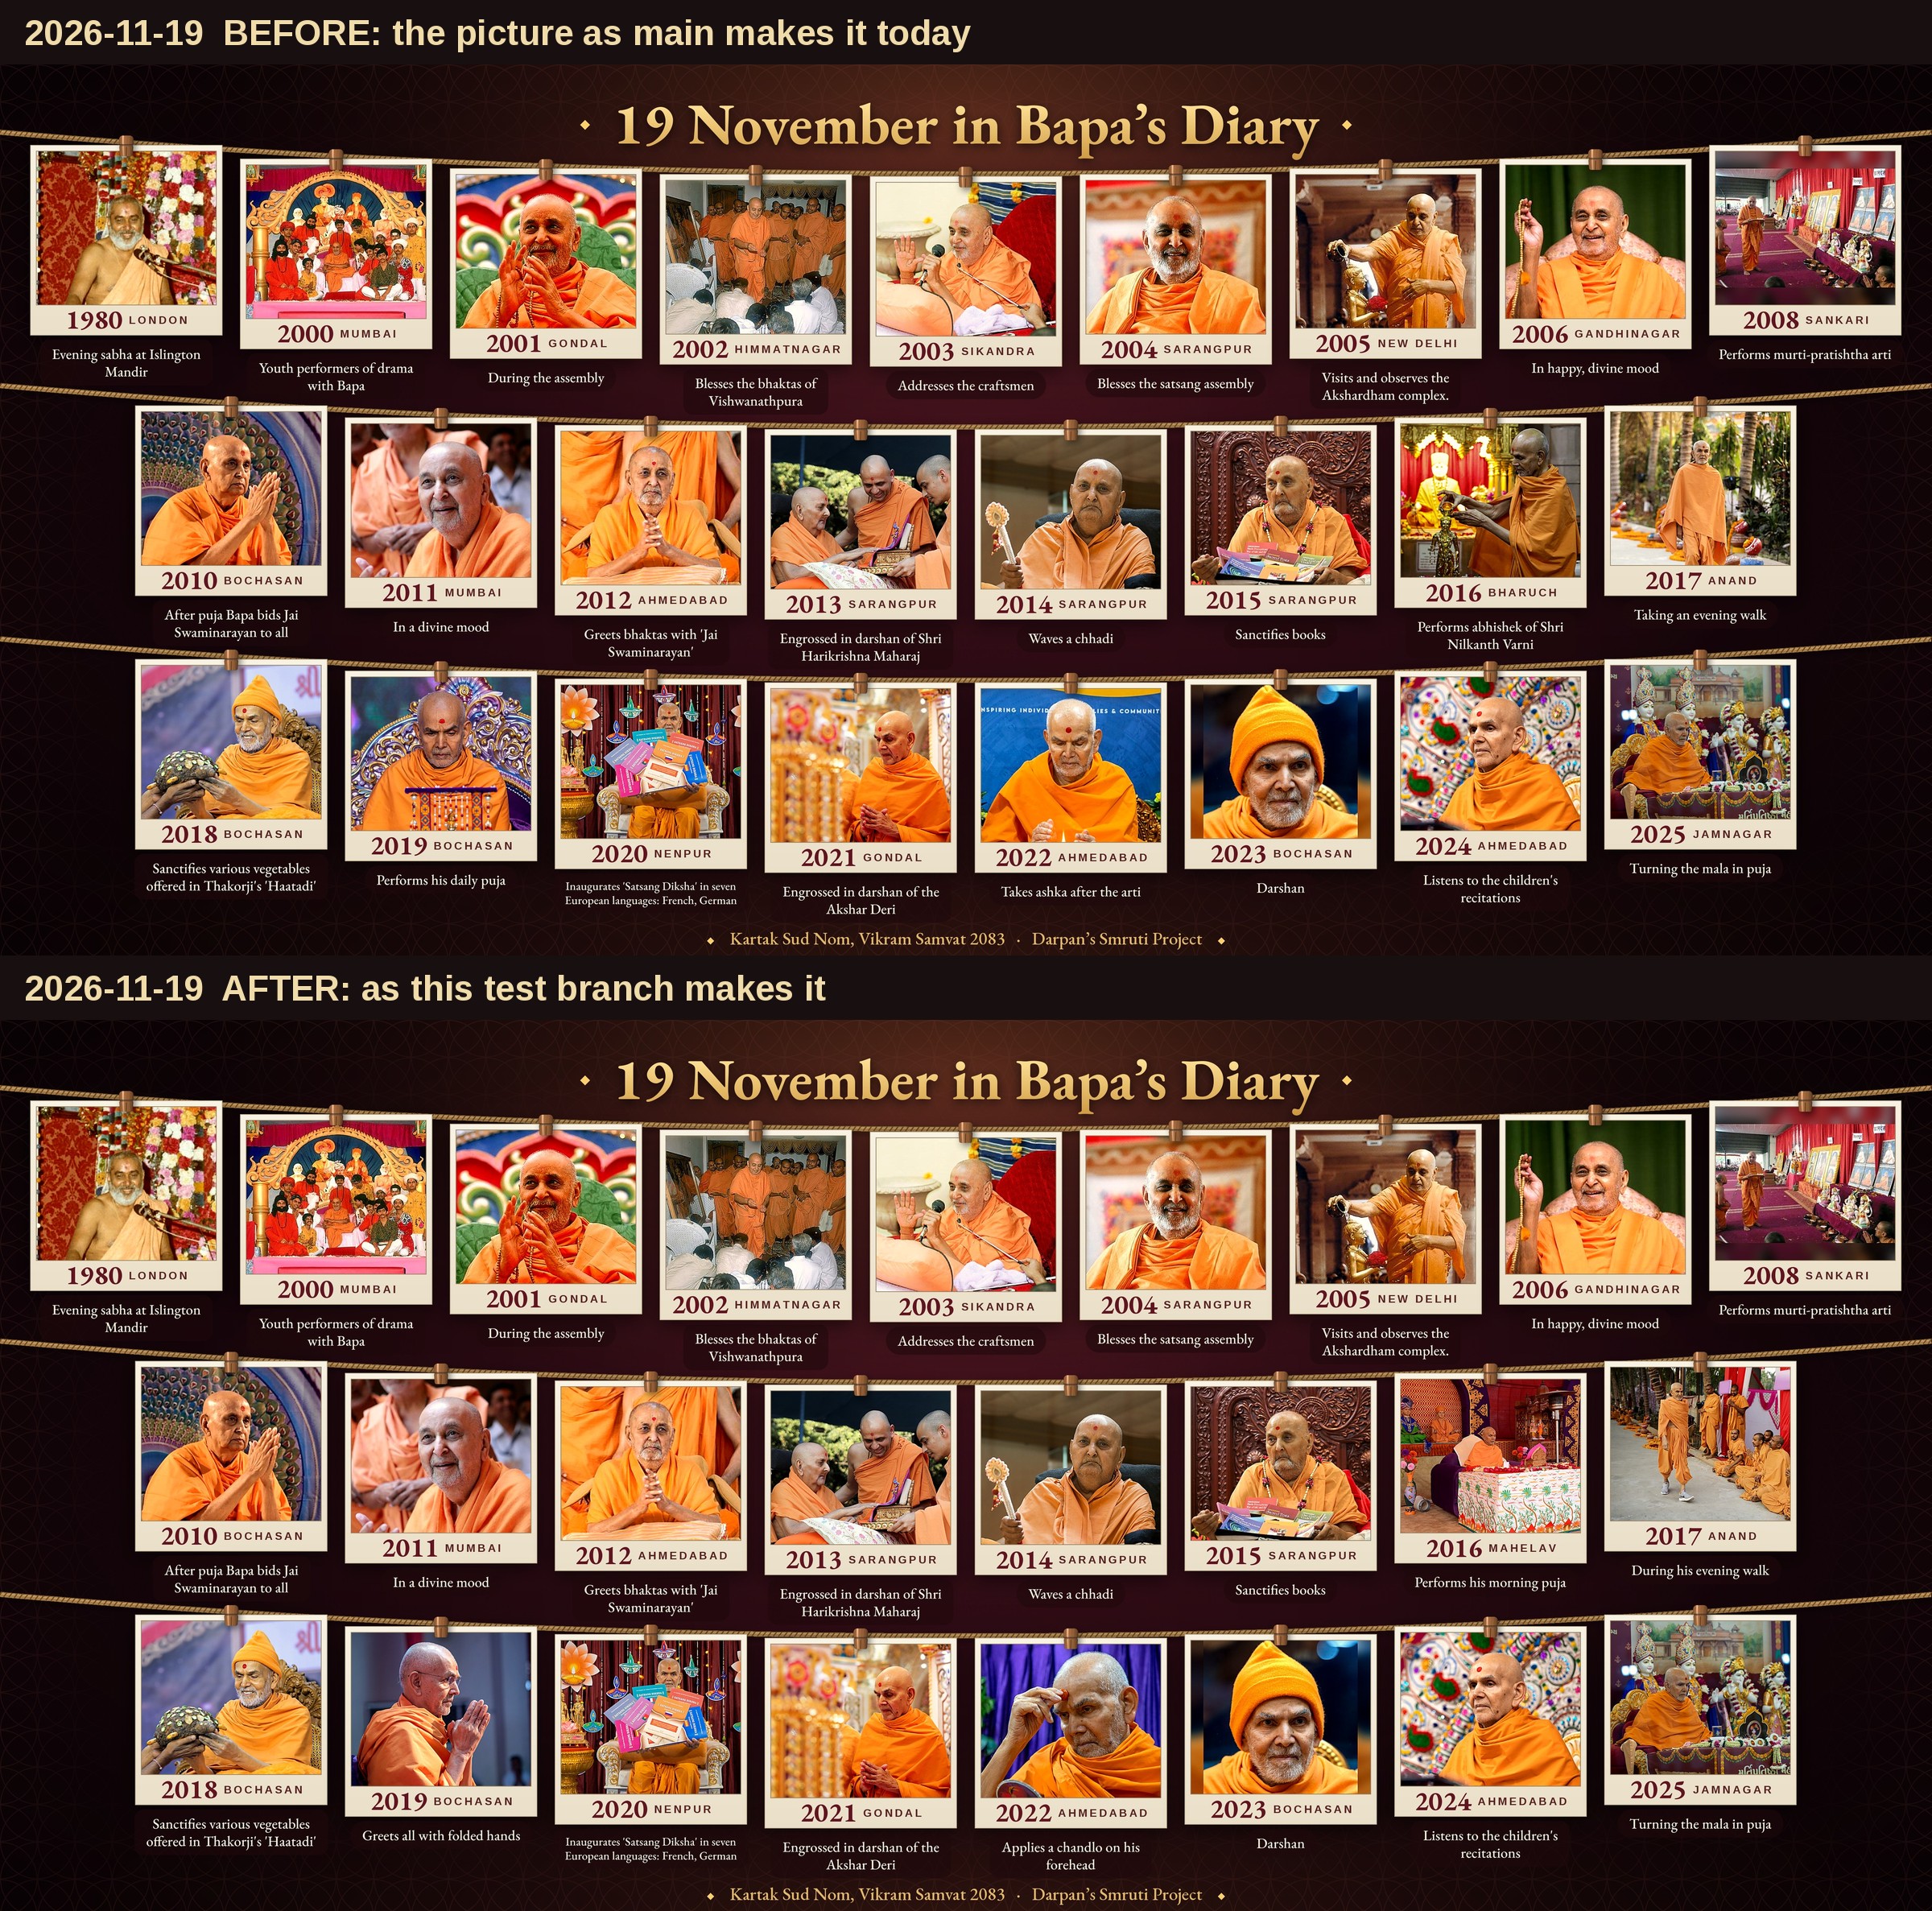 2026-11-19 BEFORE: the picture as main makes it today
19 November in Bapa’s Diary
1980 LONDON
Evening sabha at Islington
Mandir
2000 MUMBAI
Youth performers of drama
with Bapa
2001 GONDAL
During the assembly
2002 HIMMATNAGAR
Blesses the bhaktas of
Vishwanathpura
2003 SIKANDRA
Addresses the craftsmen
2004 SARANGPUR
Blesses the satsang assembly
2005 NEW DELHI
Visits and observes the
Akshardham complex.
2006 GANDHINAGAR
In happy, divine mood
2008 SANKARI
Performs murti-pratishtha arti
2010 BOCHASAN
After puja Bapa bids Jai
Swaminarayan to all
2011 MUMBAI
In a divine mood
2012 AHMEDABAD
Greets bhaktas with 'Jai
Swaminarayan'
2013 SARANGPUR
Engrossed in darshan of Shri
Harikrishna Maharaj
2014 SARANGPUR
Waves a chhadi
2015 SARANGPUR
Sanctifies books
2016 BHARUCH
Performs abhishek of Shri
Nilkanth Varni
2017 ANAND
Taking an evening walk
श्री
2018 BOCHASAN
Sanctifies various vegetables
offered in Thakorji's 'Haatadi'
2019 BOCHASAN
Performs his daily puja
2020 NENPUR
Inaugurates 'Satsang Diksha' in seven
European languages: French, German
2021 GONDAL
Engrossed in darshan of the
Akshar Deri
2022 AHMEDABAD
Takes ashka after the arti
2023 BOCHASAN
Darshan
2024 AHMEDABAD
Listens to the children's
recitations
2025 JAMNAGAR
Turning the mala in puja
Kartak Sud Nom, Vikram Samvat 2083 · Darpan’s Smruti Project
2026-11-19 AFTER: as this test branch makes it
19 November in Bapa’s Diary
1980 LONDON
Evening sabha at Islington
Mandir
2000 MUMBAI
Youth performers of drama
with Bapa
2001 GONDAL
During the assembly
2002 HIMMATNAGAR
Blesses the bhaktas of
Vishwanathpura
2003 SIKANDRA
Addresses the craftsmen
2004 SARANGPUR
Blesses the satsang assembly
2005 NEW DELHI
Visits and observes the
Akshardham complex.
2006 GANDHINAGAR
In happy, divine mood
2008 SANKARI
Performs murti-pratishtha arti
2010 BOCHASAN
After puja Bapa bids Jai
Swaminarayan to all
2011 MUMBAI
In a divine mood
2012 AHMEDABAD
Greets bhaktas with 'Jai
Swaminarayan'
2013 SARANGPUR
Engrossed in darshan of Shri
Harikrishna Maharaj
2014 SARANGPUR
Waves a chhadi
2015 SARANGPUR
Sanctifies books
2016 MAHELAV
Performs his morning puja
2017 ANAND
During his evening walk
श्री
2018 BOCHASAN
Sanctifies various vegetables
offered in Thakorji's 'Haatadi'
2019 BOCHASAN
Greets all with folded hands
2020 NENPUR
Inaugurates 'Satsang Diksha' in seven
European languages: French, German
2021 GONDAL
Engrossed in darshan of the
Akshar Deri
2022 AHMEDABAD
Applies a chandlo on his
forehead
2023 BOCHASAN
Darshan
2024 AHMEDABAD
Listens to the children's
recitations
2025 JAMNAGAR
Turning the mala in puja
Kartak Sud Nom, Vikram Samvat 2083 · Darpan’s Smruti Project